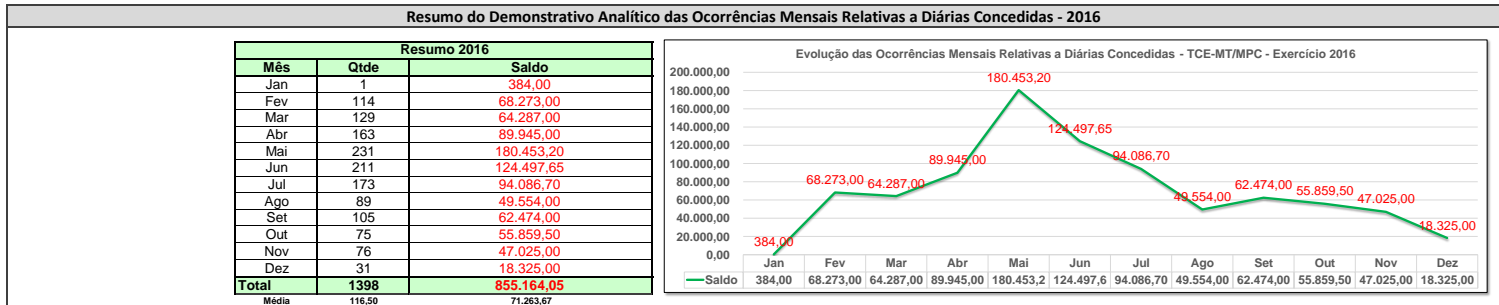 Resumo do Demonstrativo Analítico das Ocorrências Mensais Relativas a Diárias Concedidas - 2016
Resumo 2016
Mês Qtde Saldo
Jan 1 384,00
Fev 114 68.273,00
Mar 129 64.287,00
Abr 163 89.945,00
Mai 231 180.453,20
Jun 211 124.497,65
Jul 173 94.086,70
Ago 89 49.554,00
Set 105 62.474,00
Out 75 55.859,50
Nov 76 47.025,00
Dez 31 18.325,00
Total 1398 855.164,05
Média 116,50 71.263,67
Evolução das Ocorrências Mensais Relativas a Diárias Concedidas - TCE-MT/MPC - Exercício 2016
200.000,00
180.000,00
160.000,00
140.000,00
120.000,00
100.000,00
80.000,00
60.000,00
40.000,00
20.000,00
0,00
384,00
68.273,00
64.287,00
89.945,00
180.453,20
124.497,65
94.086,70
49.554,00
62.474,00
55.859,50
47.025,00
18.325,00
Jan Fev Mar Abr Mai Jun Jul Ago Set Out Nov Dez
Saldo 384,00 68.273,00 64.287,00 89.945,00 180.453,2 124.497,6 94.086,70 49.554,00 62.474,00 55.859,50 47.025,00 18.325,00